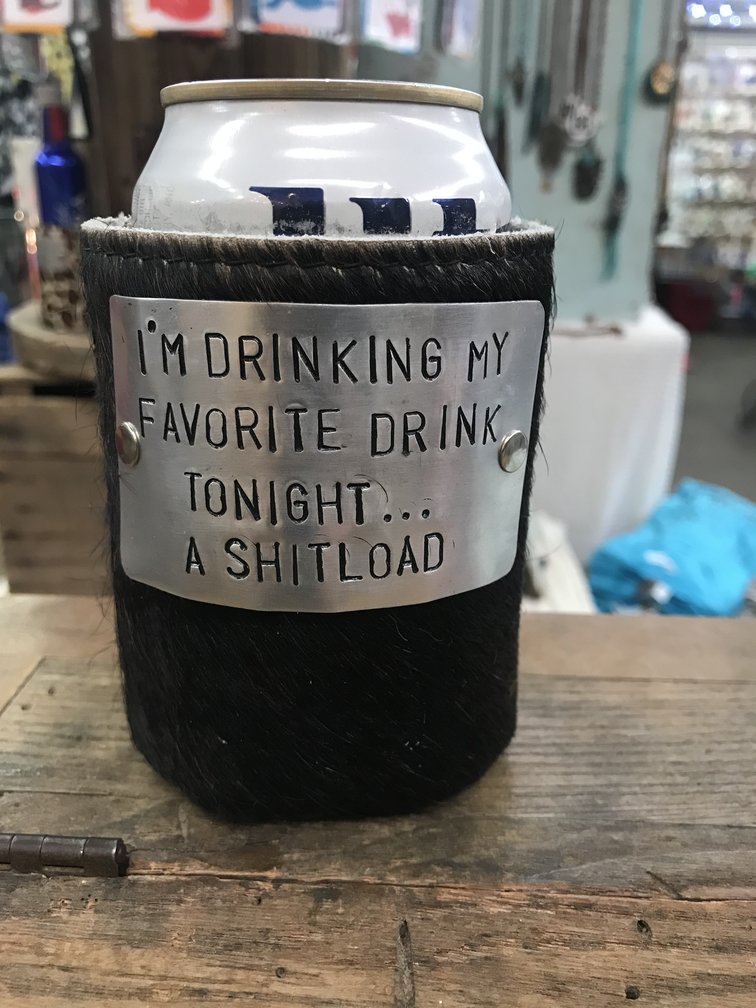 I'M DRINKING MY
FAVORITE DRINK
TONIGHT...
A SHITLOAD